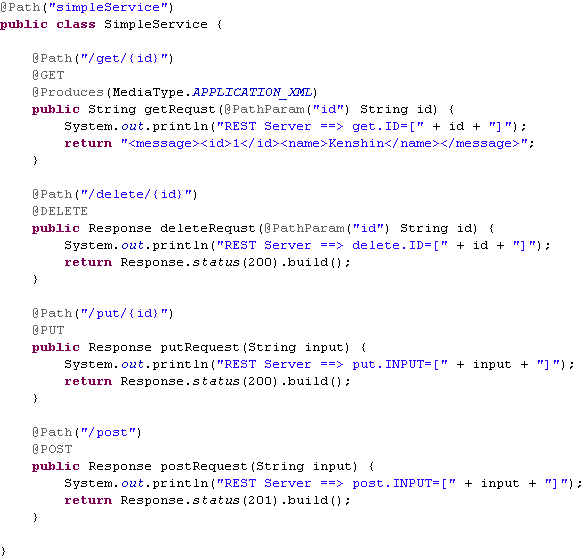 @Path("simpleService")
public class SimpleService {
@Path("/get/{id}")
@GET
@Produces(MediaType.APPLICATION_XML)
public String getRequst(@PathParam("id") String id) {
System.out.println("REST Server ==> get.ID=[" + id + "]");
return "<message><id>1</id><name>Kenshin</name></message>";
}
@Path("/delete/{id}")
@DELETE
public Response deleteRequst(@PathParam("id") String id) {
System.out.println("REST Server ==> delete.ID=[" + id + "]");
return Response.status(200).build();
}
@Path("/put/{id}")
@PUT
public Response putRequest(String input) {
System.out.println("REST Server ==> put.INPUT=[" + input + "]");
return Response.status(200).build();
}
@Path("/post")
@POST
public Response postRequest(String input) {
System.out.println("REST Server ==> post.INPUT=[" + input + "]");
return Response.status(201).build();
}
}